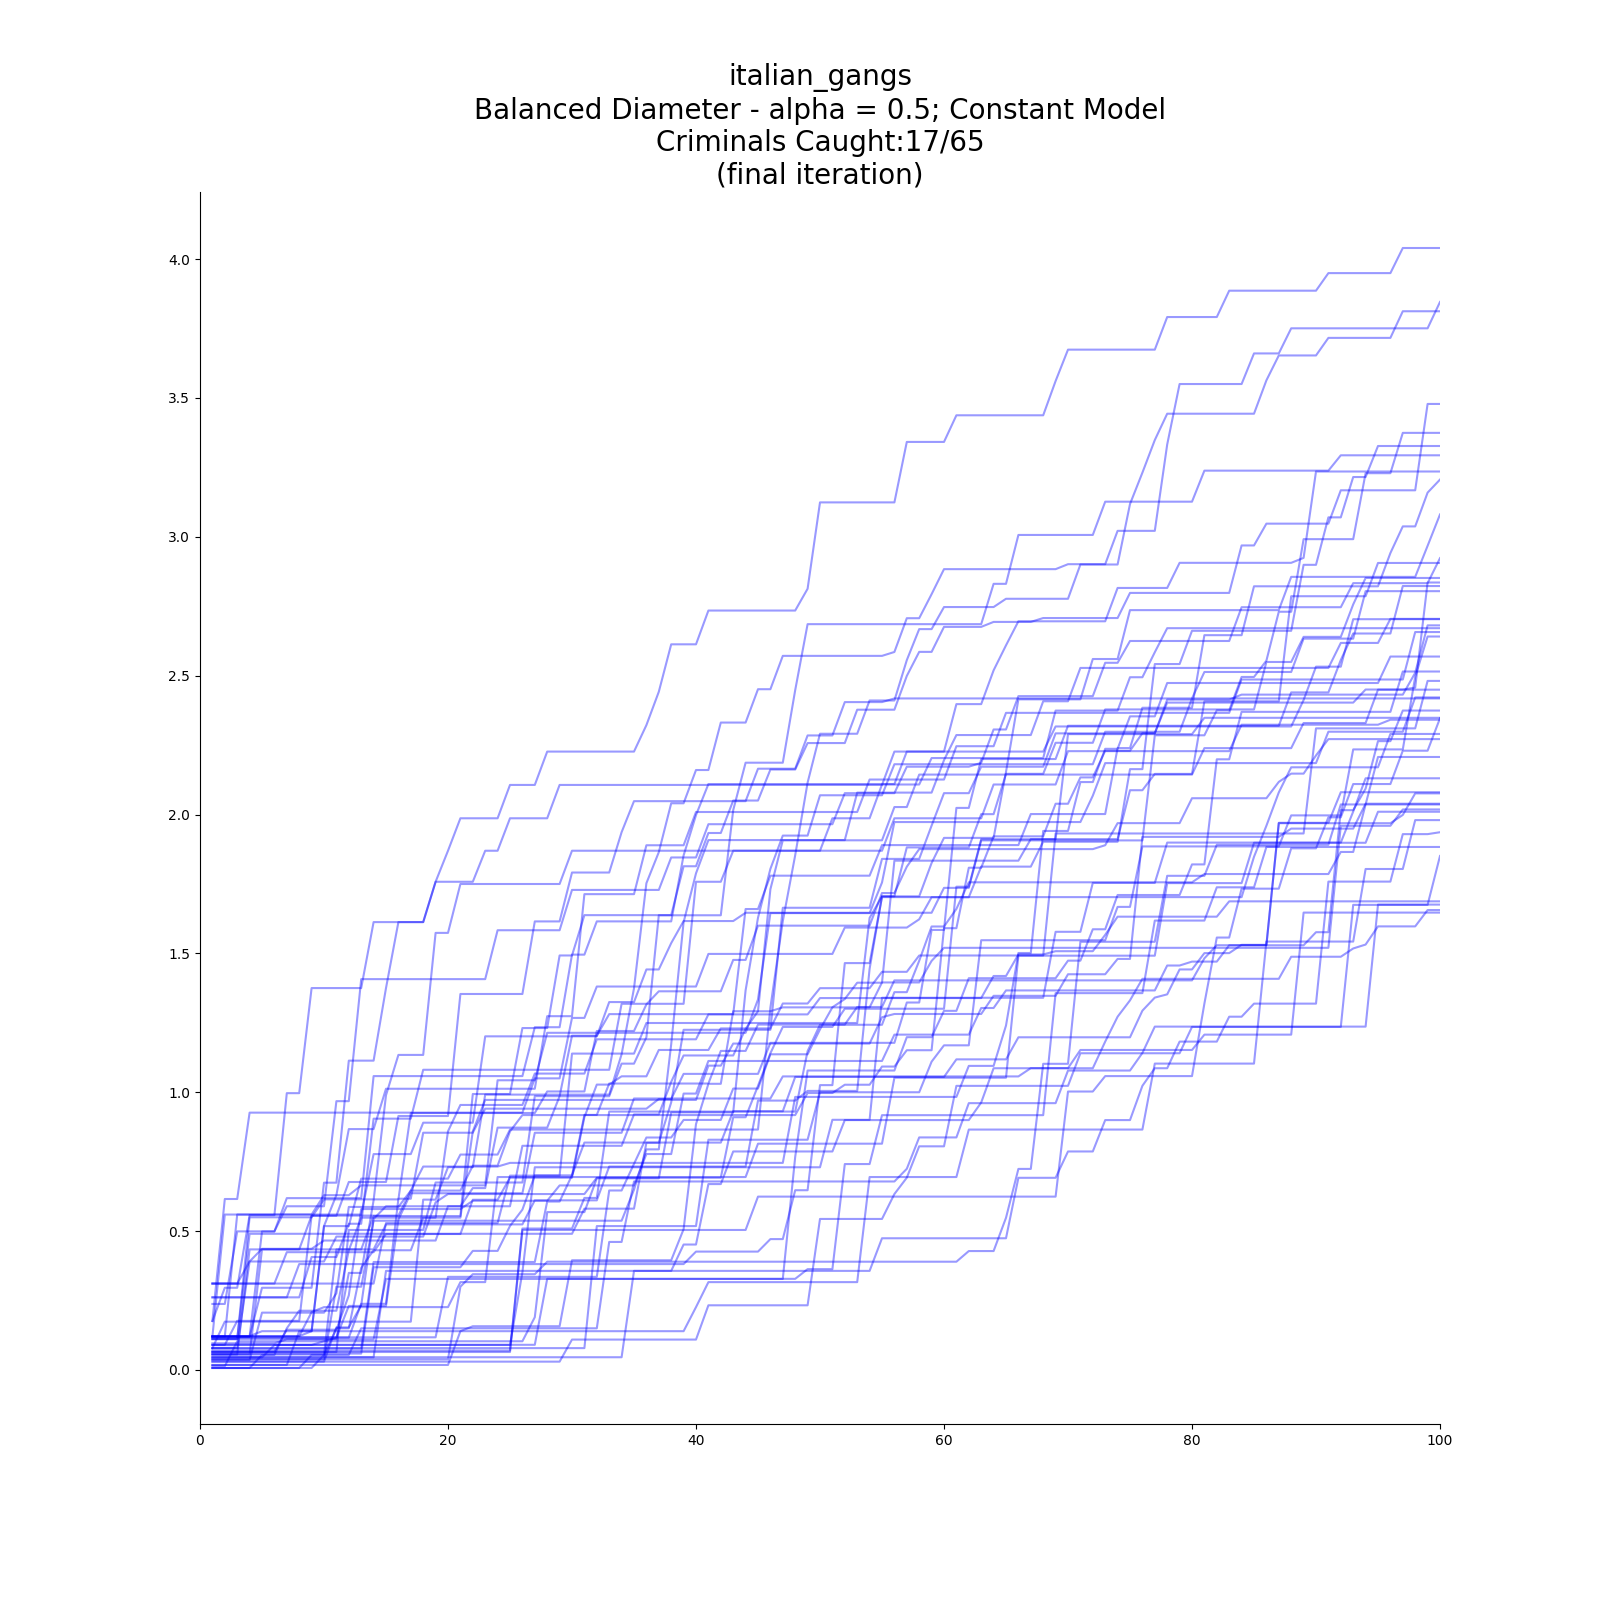 italian_gangs
Balanced Diameter - alpha = 0.5; Constant Model
Criminals Caught:17/65
(final iteration)
4.0
3.5
3.0
2.5
2.0
1.5
1.0
0.5
0.0
0 20 40 60 80 100